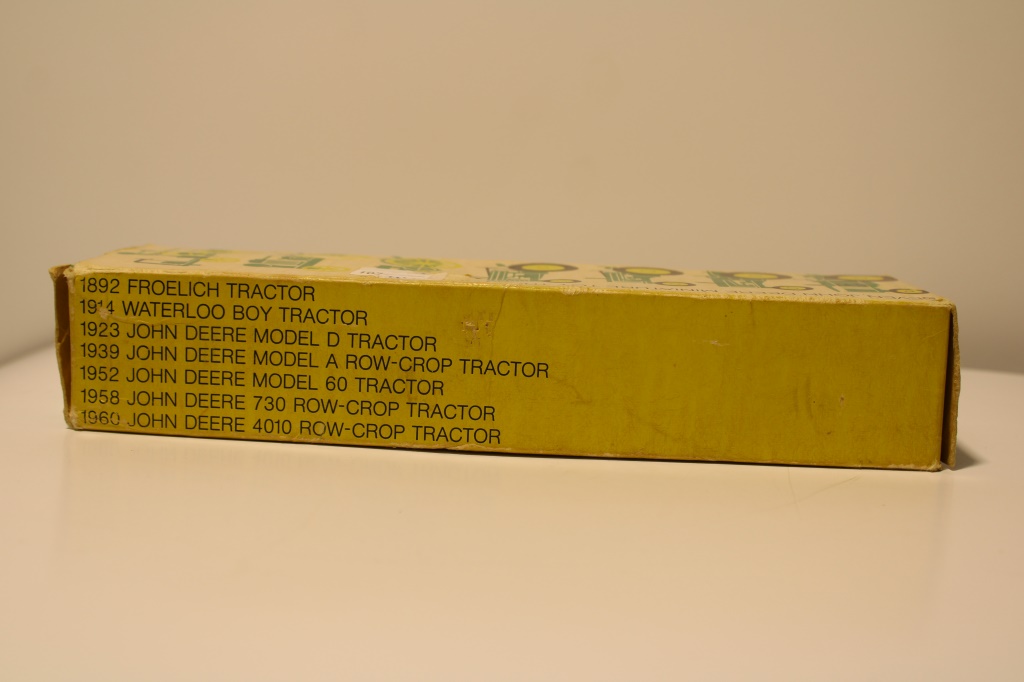 1892 FROELICH TRACTOR
1914 WATERLOO BOY TRACTOR
1923 JOHN DEERE MODEL D TRACTOR
1939 JOHN DEERE MODEL A ROW-CROP TRACTOR
1952 JOHN DEERE MODEL 60 TRACTOR
1958 JOHN DEERE 730 ROW-CROP TRACTOR
1960 JOHN DEERE 4010 ROW-CROP TRACTOR